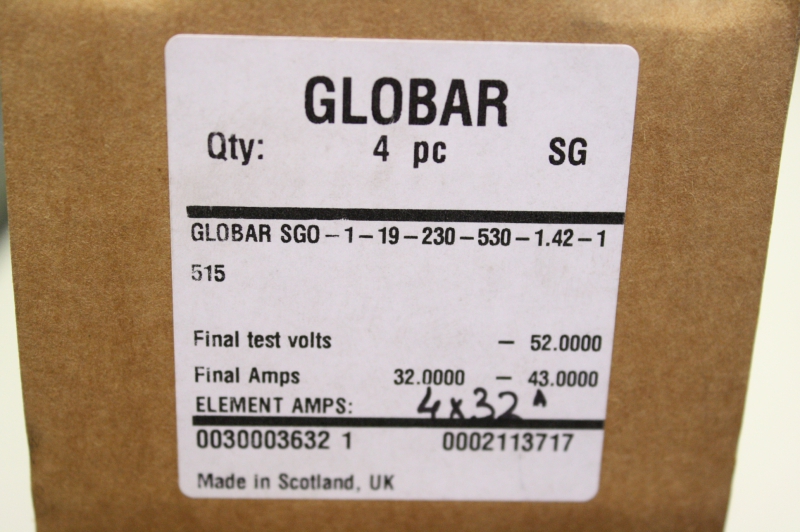 GLOBAR
Qty: 4 pc SG
GLOBAR SGO-1-19-230-530-1.42-1
515
Final test volts - 52.0000
Final Amps 32.0000 - 43.0000
ELEMENT AMPS: 4x32 A
0030003632 1 0002113717
Made in Scotland, UK